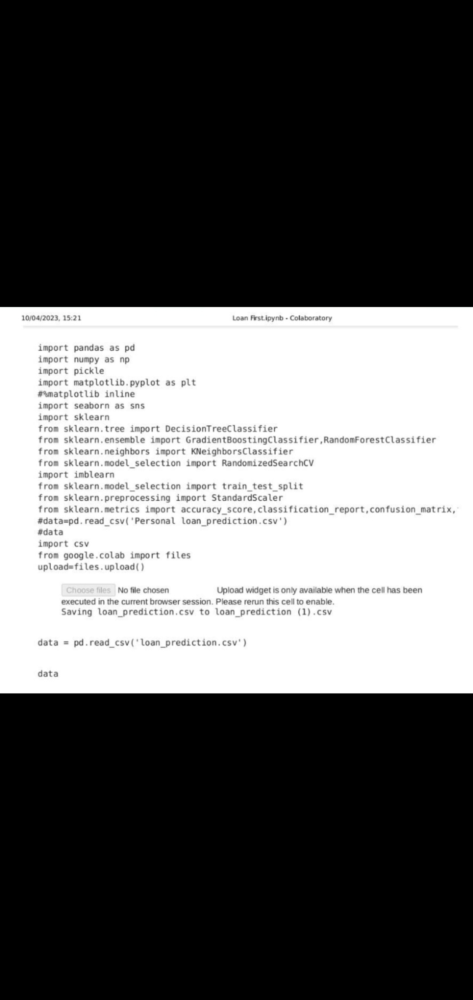 10/04/2023, 15:21 Loan First.ipynb - Colaboratory
import pandas as pd
import numpy as np
import pickle
import matplotlib.pyplot as plt
#%matplotlib inline
import seaborn as sns
import sklearn
from sklearn.tree import DecisionTreeClassifier
from sklearn.ensemble import GradientBoostingClassifier,RandomForestClassifier
from sklearn.neighbors import KNeighborsClassifier
from sklearn.model_selection import RandomizedSearchCV
import imblearn
from sklearn.model_selection import train_test_split
from sklearn.preprocessing import StandardScaler
from sklearn.metrics import accuracy_score,classification_report,confusion_matrix,
#data=pd.read_csv('Personal loan_prediction.csv')
#data
import csv
from google.colab import files
upload=files.upload()
Choose files No file chosen Upload widget is only available when the cell has been
executed in the current browser session. Please rerun this cell to enable.
Saving loan_prediction.csv to loan_prediction (1).csv
data = pd.read_csv('loan_prediction.csv')
data